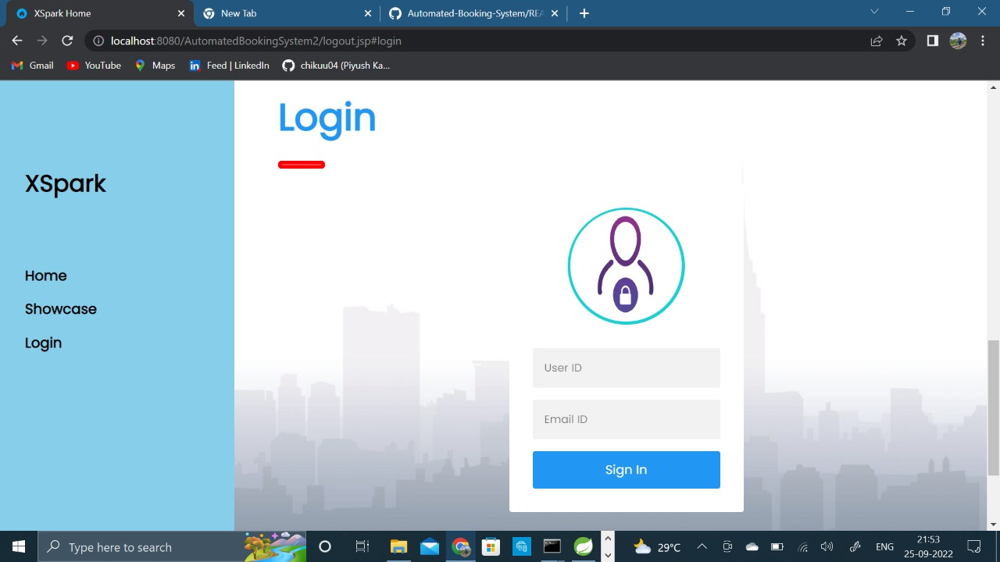 XSpark Home
New Tab
Automated-Booking-System/REA
localhost:8080/AutomatedBookingSystem2/logout.jsp#login
Gmail
YouTube
Maps
Feed | LinkedIn
chikuu04 (Piyush Ka...
Login
XSpark
Home
Showcase
Login
User ID
Email ID
Sign In
Type here to search
29°C
ENG
21:53
25-09-2022